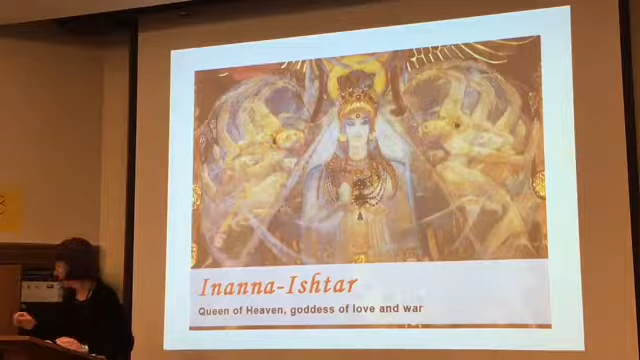 Inanna-Ishtar
Queen of Heaven, goddess of love and war